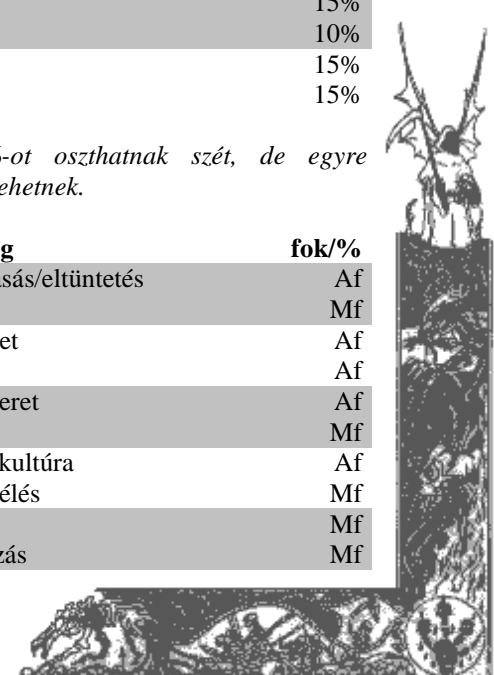 15%
10%
15%
15%
-ot oszthatnak szét, de egyre
ehetnek.
g fok/%
asás/eltüntetés Af
Mf
et Af
Af
eret Af
Mf
kultúra Af
élés Mf
Mf
zás Mf